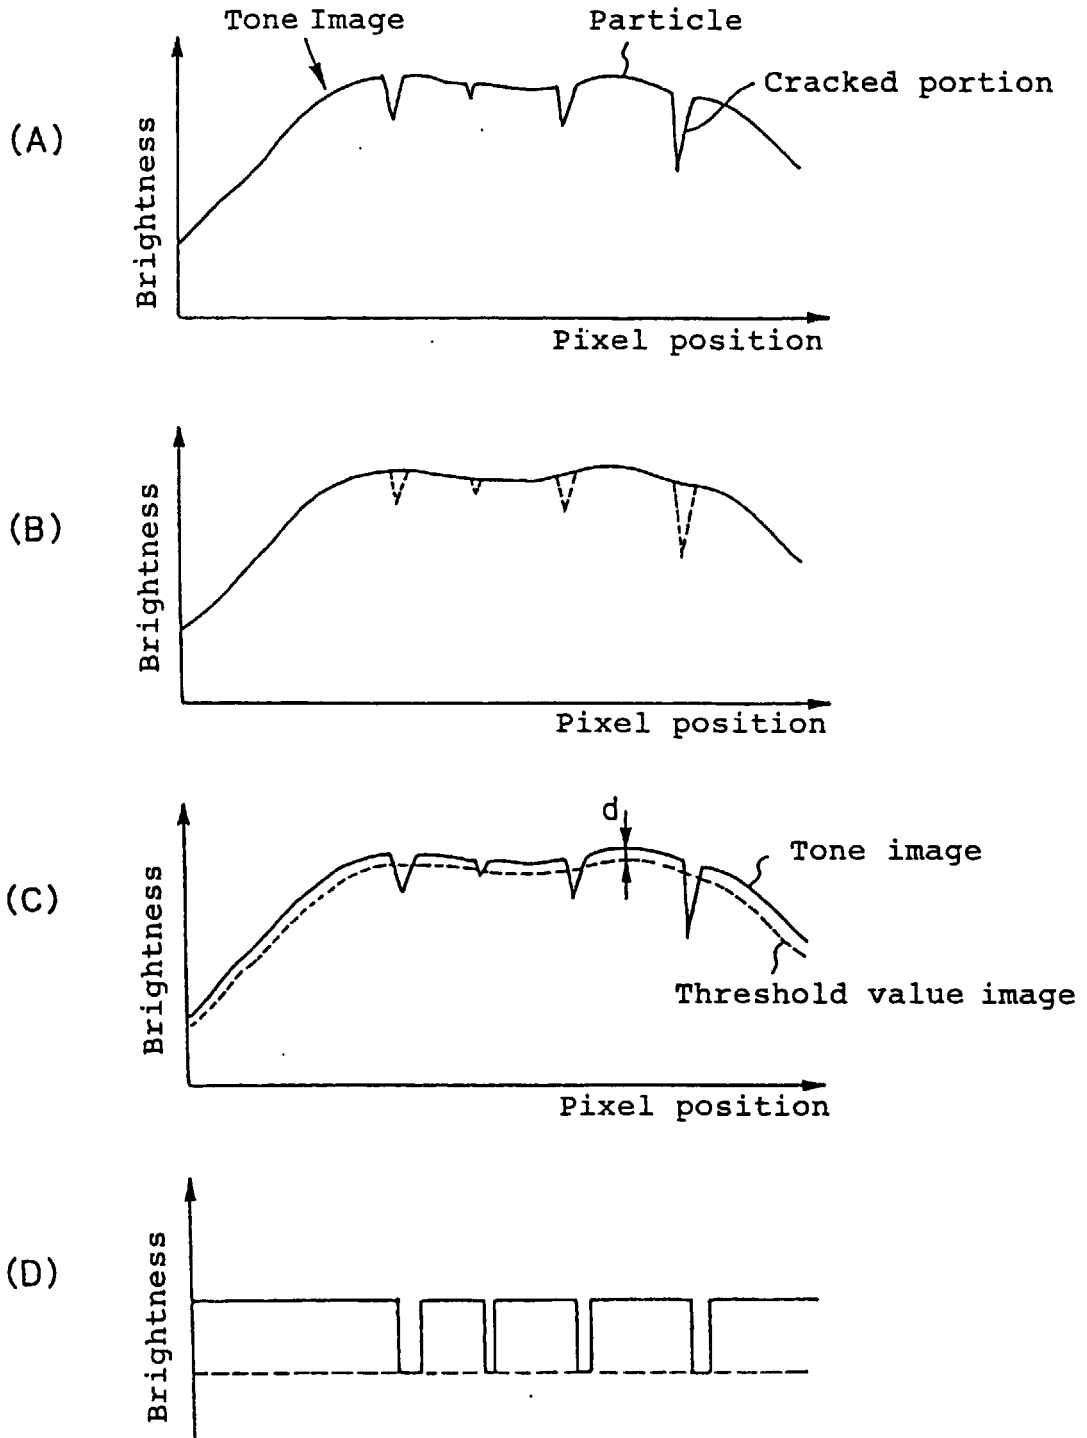 Tone Image
Particle
Cracked portion
(A)
Brightness
Pixel position
(B)
Brightness
Pixel position
d
Tone image
(C)
Brightness
Threshold value image
Pixel position
(D)
Brightness